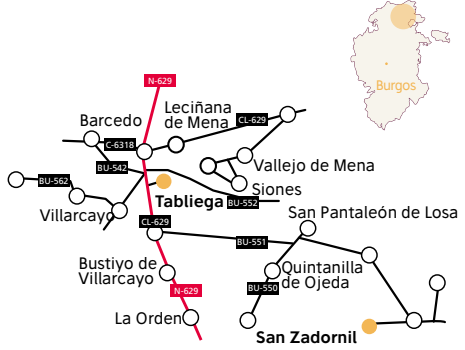 N-629
Burgos
Leciñana
de Mena
CL-629
Barcedo
C-6318
BU-542
Vallejo de Mena
BU-562
Siones
Tabliega
BU-552
Villarcayo
San Pantaleón de Losa
CL-629
BU-551
Bustiyo de
Villarcayo
Quintanilla
de Ojeda
N-629
BU-550
La Orden
San Zadornil